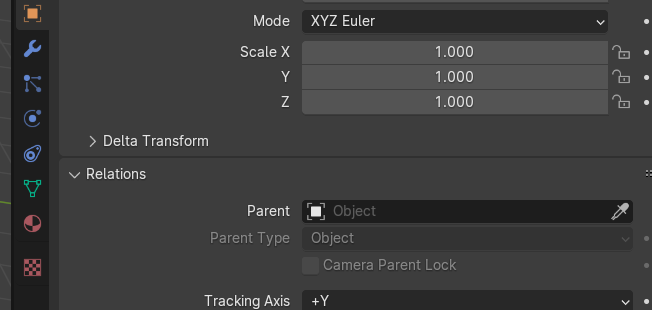 Mode XYZ Euler
Scale X 1.000
Y 1.000
Z 1.000
Delta Transform
Relations
Parent Object
Parent Type Object
Camera Parent Lock
Tracking Axis +Y